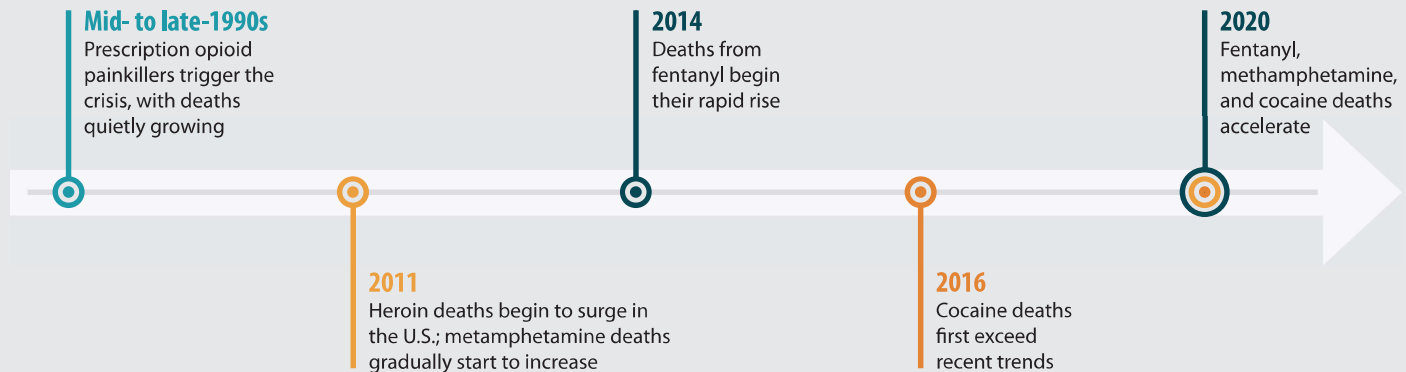 Mid- to late-1990s
Prescription opioid
painkillers trigger the
crisis, with deaths
quietly growing
2011
Heroin deaths begin to surge in
the U.S.; metamphetamine deaths
gradually start to increase
2014
Deaths from
fentanyl begin
their rapid rise
2016
Cocaine deaths
first exceed
recent trends
2020
Fentanyl,
methamphetamine,
and cocaine deaths
accelerate